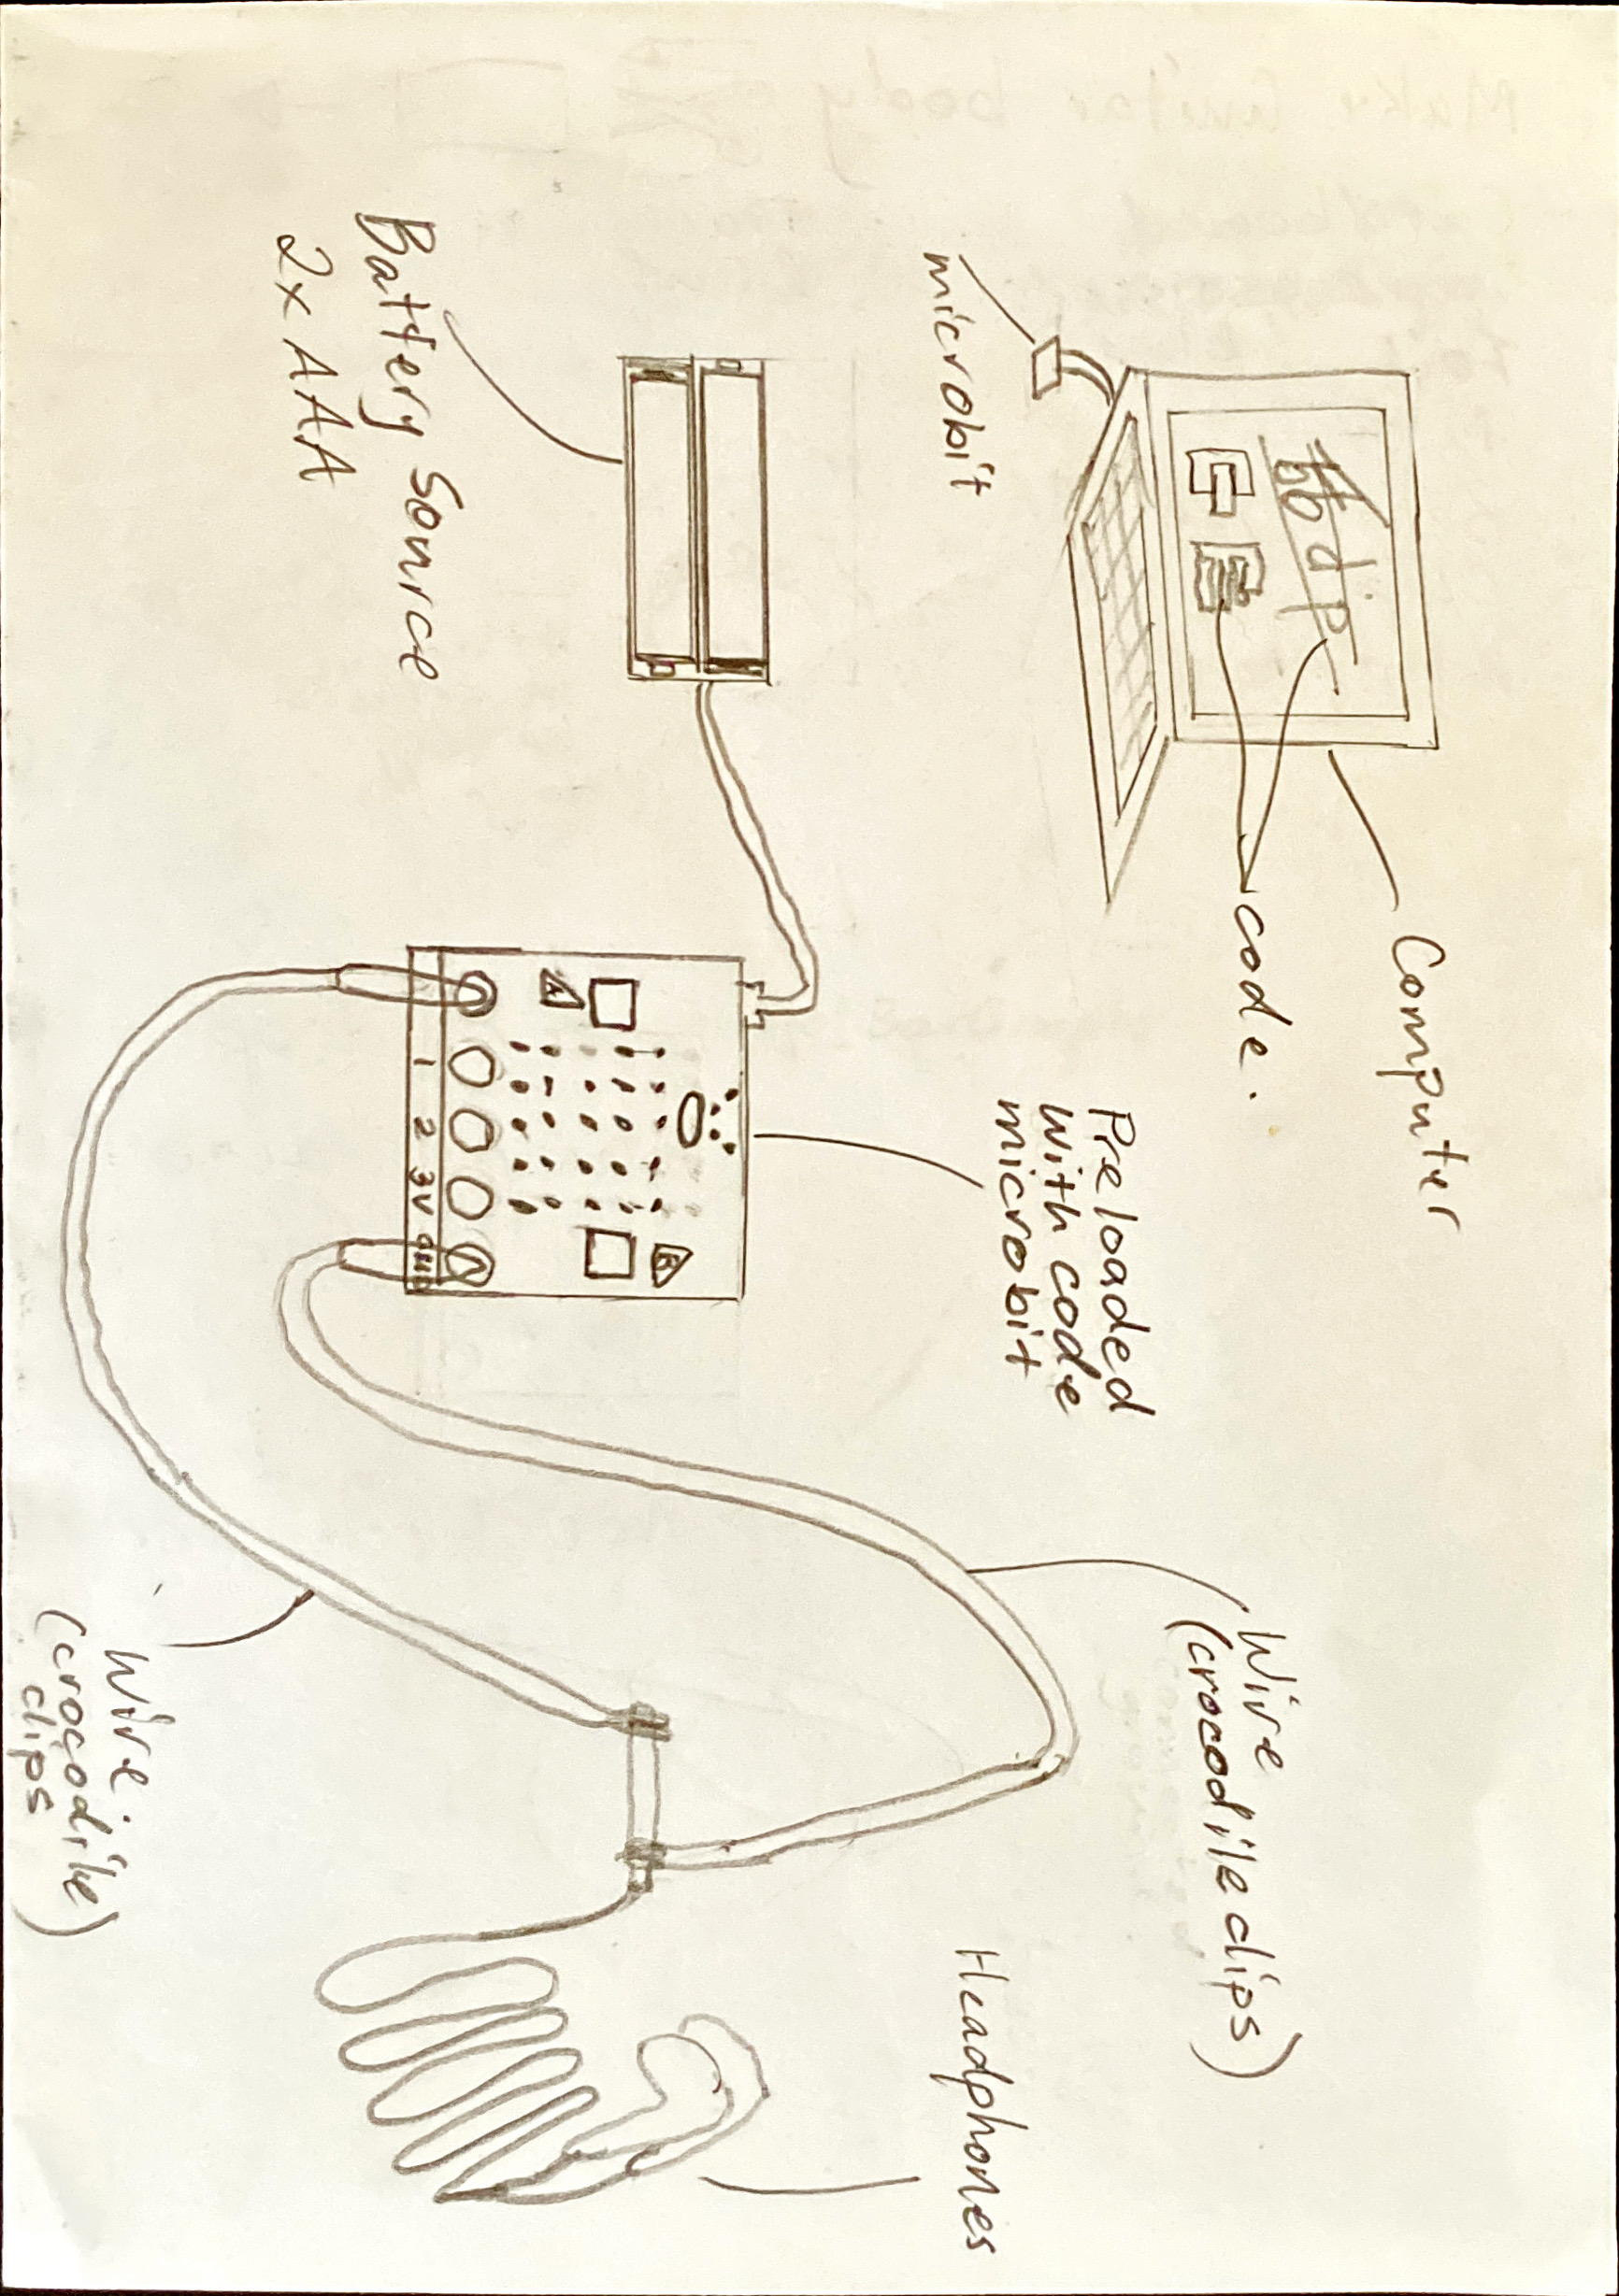 Computer
code.
microbit
Battery Source
2x AAA
Preloaded
with code
microbit
A
B
1 2 3V GND
Wire
(crocodile clips)
Wire
(crocodile
clips)
Headphones